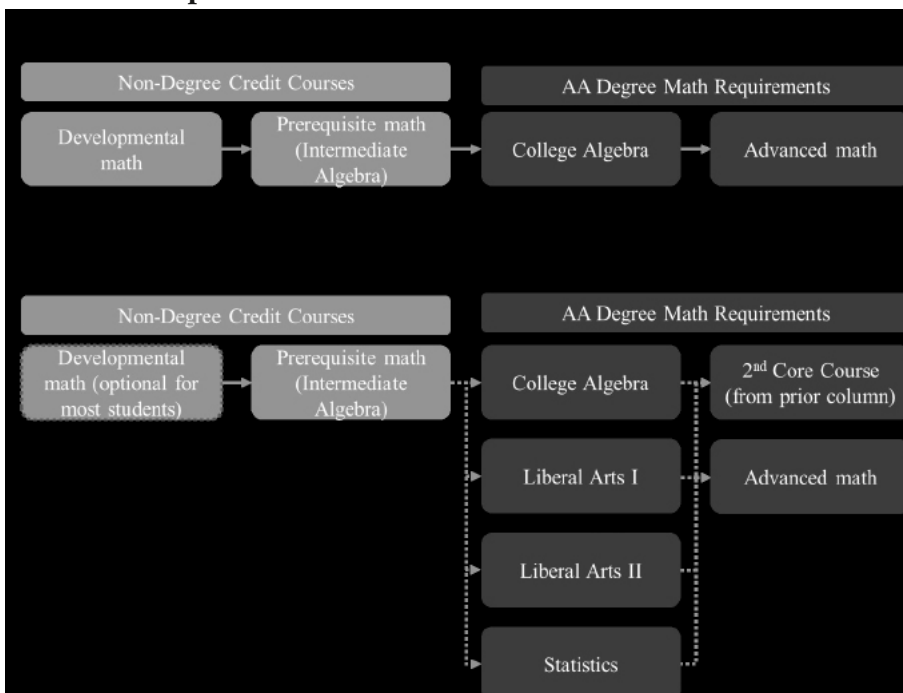 Non-Degree Credit Courses
AA Degree Math Requirements
Developmental
math
Prerequisite math
(Intermediate
Algebra)
College Algebra
Advanced math
Non-Degree Credit Courses
AA Degree Math Requirements
Developmental
math (optional for
most students)
Prerequisite math
(Intermediate
Algebra)
College Algebra
2nd Core Course
(from prior column)
Liberal Arts I
Advanced math
Liberal Arts II
Statistics